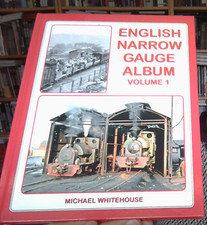 ENGLISH
NARROW
GAUGE
ALBUM
VOLUME 1
MICHAEL WHITEHOUSE